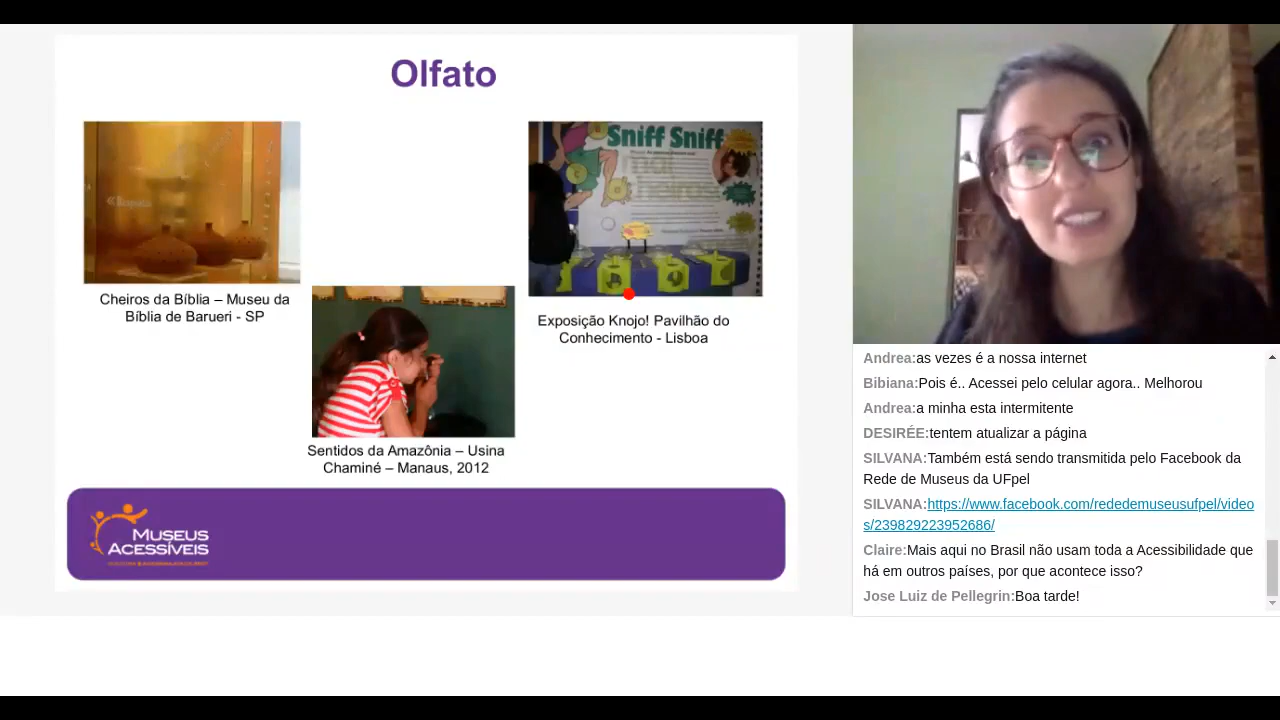 Olfato
Sniff Sniff
Cheiros da Bíblia – Museu da
Bíblia de Barueri - SP
Exposição Knojo! Pavilhão do
Conhecimento - Lisboa
Sentidos da Amazônia – Usina
Chaminé – Manaus, 2012
MUSEUS
ACESSÍVEIS
Andrea:as vezes é a nossa internet
Bibiana:Pois é.. Acessei pelo celular agora.. Melhorou
Andrea:a minha esta intermitente
DESIRÉE:tentem atualizar a página
SILVANA:Também está sendo transmitida pelo Facebook da
Rede de Museus da UFpel
SILVANA:https://www.facebook.com/rededemuseusufpel/video
s/239829223952686/
Claire:Mais aqui no Brasil não usam toda a Acessibilidade que
há em outros países, por que acontece isso?
Jose Luiz de Pellegrin:Boa tarde!